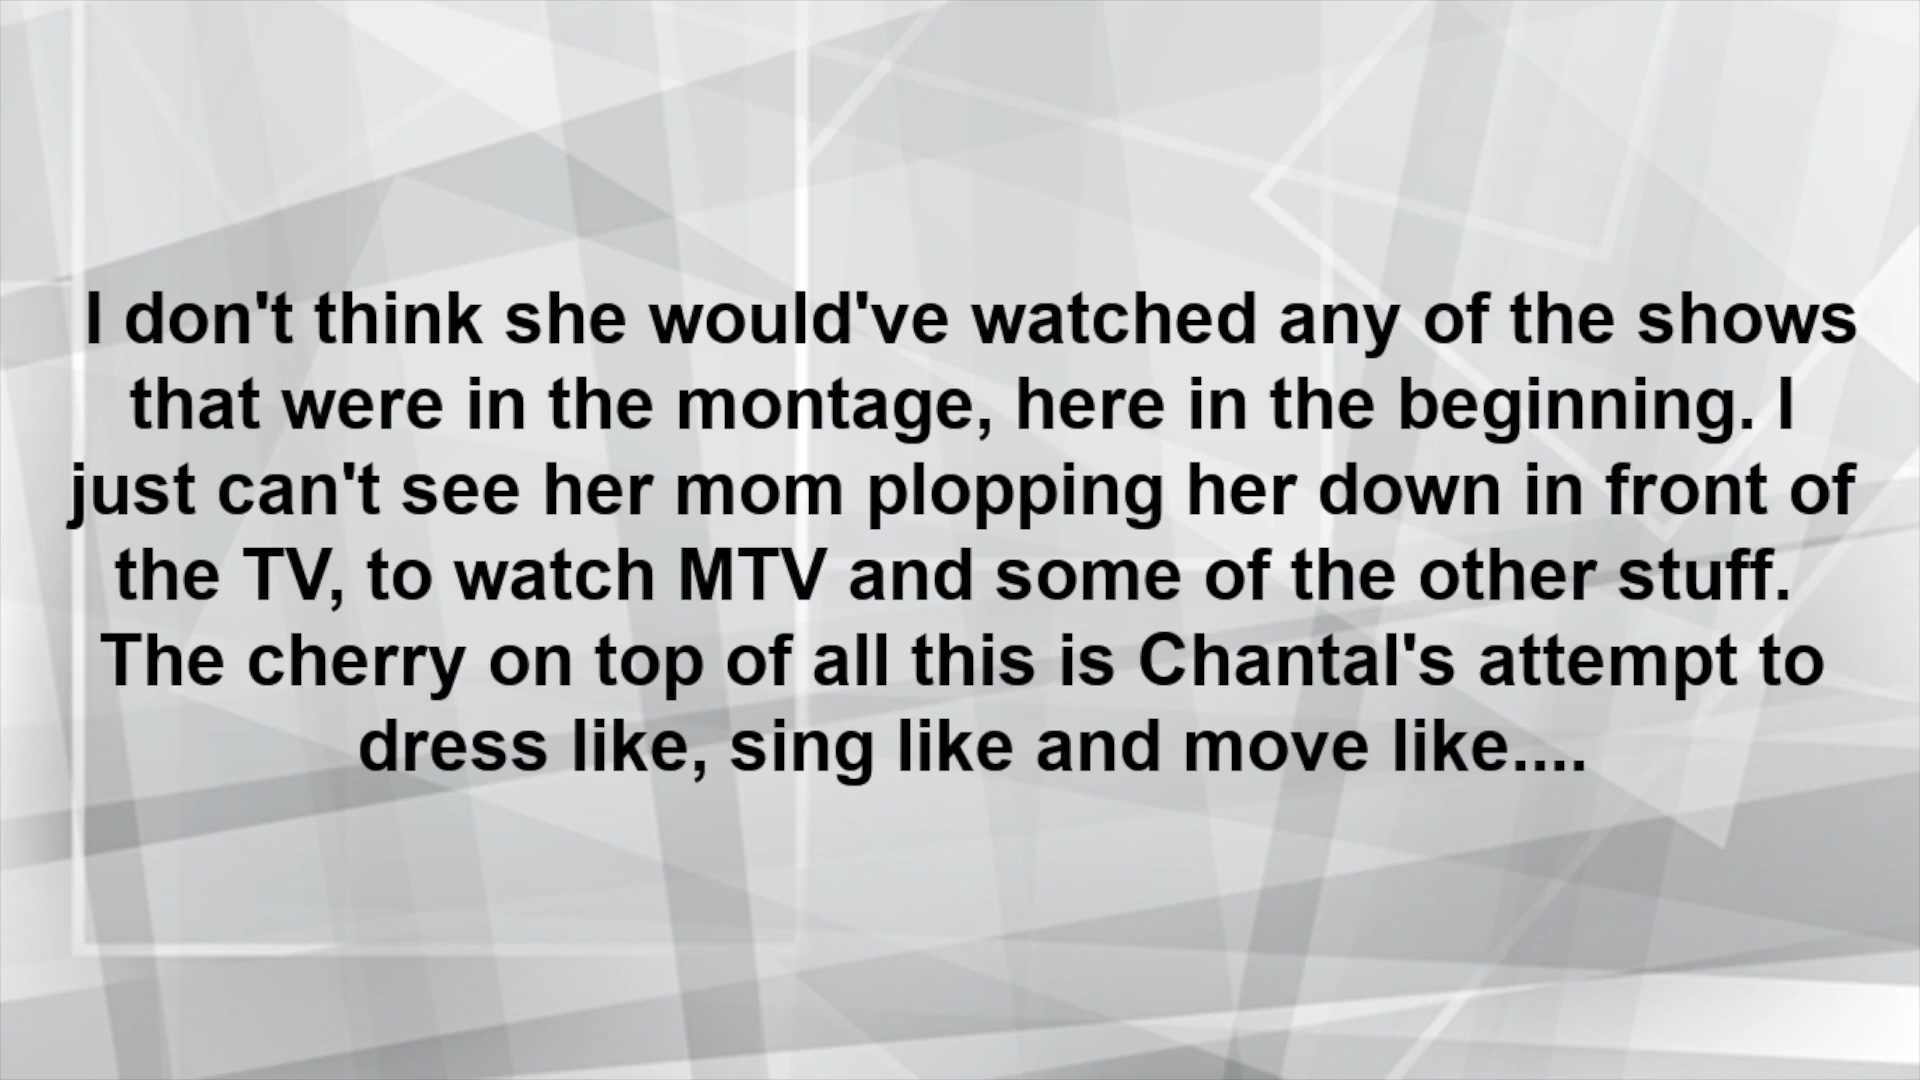 I don't think she would've watched any of the shows
that were in the montage, here in the beginning. I
just can't see her mom plopping her down in front of
the TV, to watch MTV and some of the other stuff.
The cherry on top of all this is Chantal's attempt to
dress like, sing like and move like....